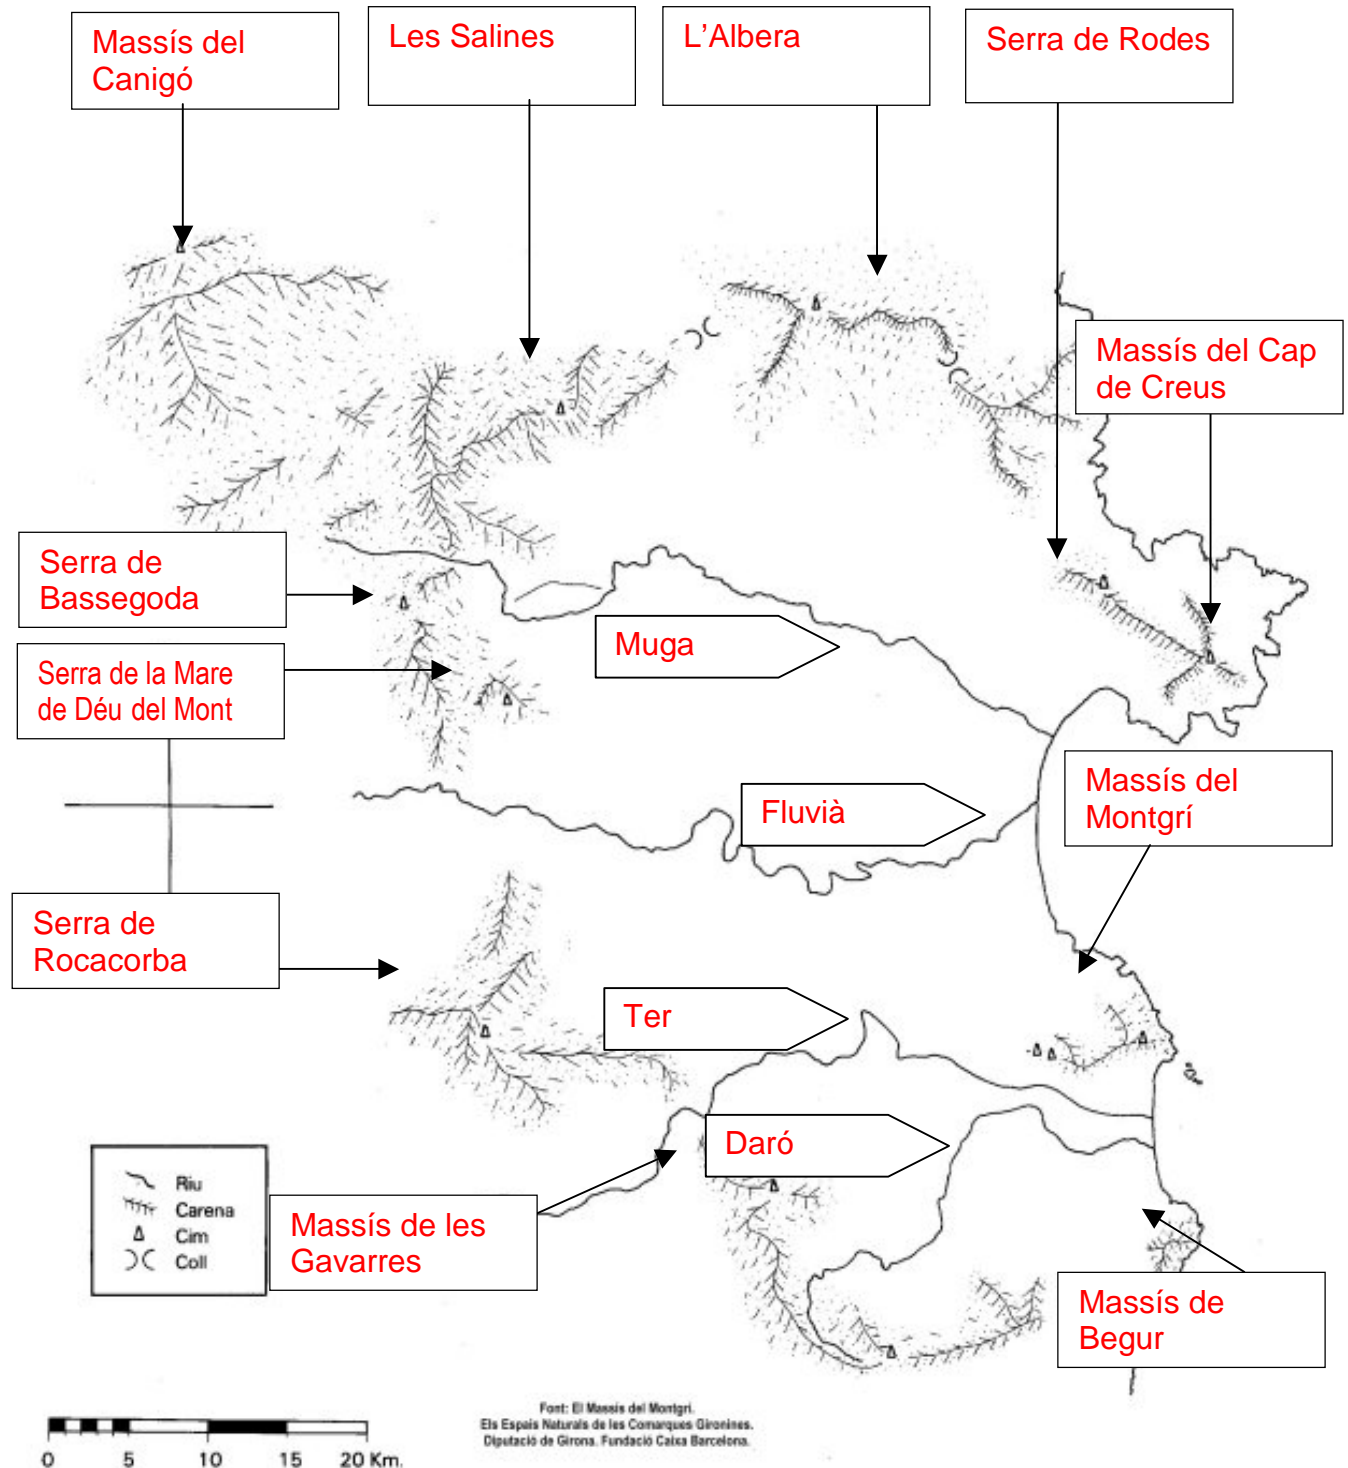 Massís del
Canigó
Les Salines
L'Albera
Serra de Rodes
Massís del Cap
de Creus
Serra de
Bassegoda
Muga
Serra de la Mare
de Déu del Mont
Massís del
Montgrí
Fluvià
Serra de
Rocacorba
Ter
Daró
Riu
Carena
Cim
Coll
Massís de les
Gavarres
Massís de
Begur
Font: El Massís del Montgrí.
Els Espais Naturals de les Comarques Gironines.
Diputació de Girona. Fundació Caixa Barcelona.
0 5 10 15 20 Km.